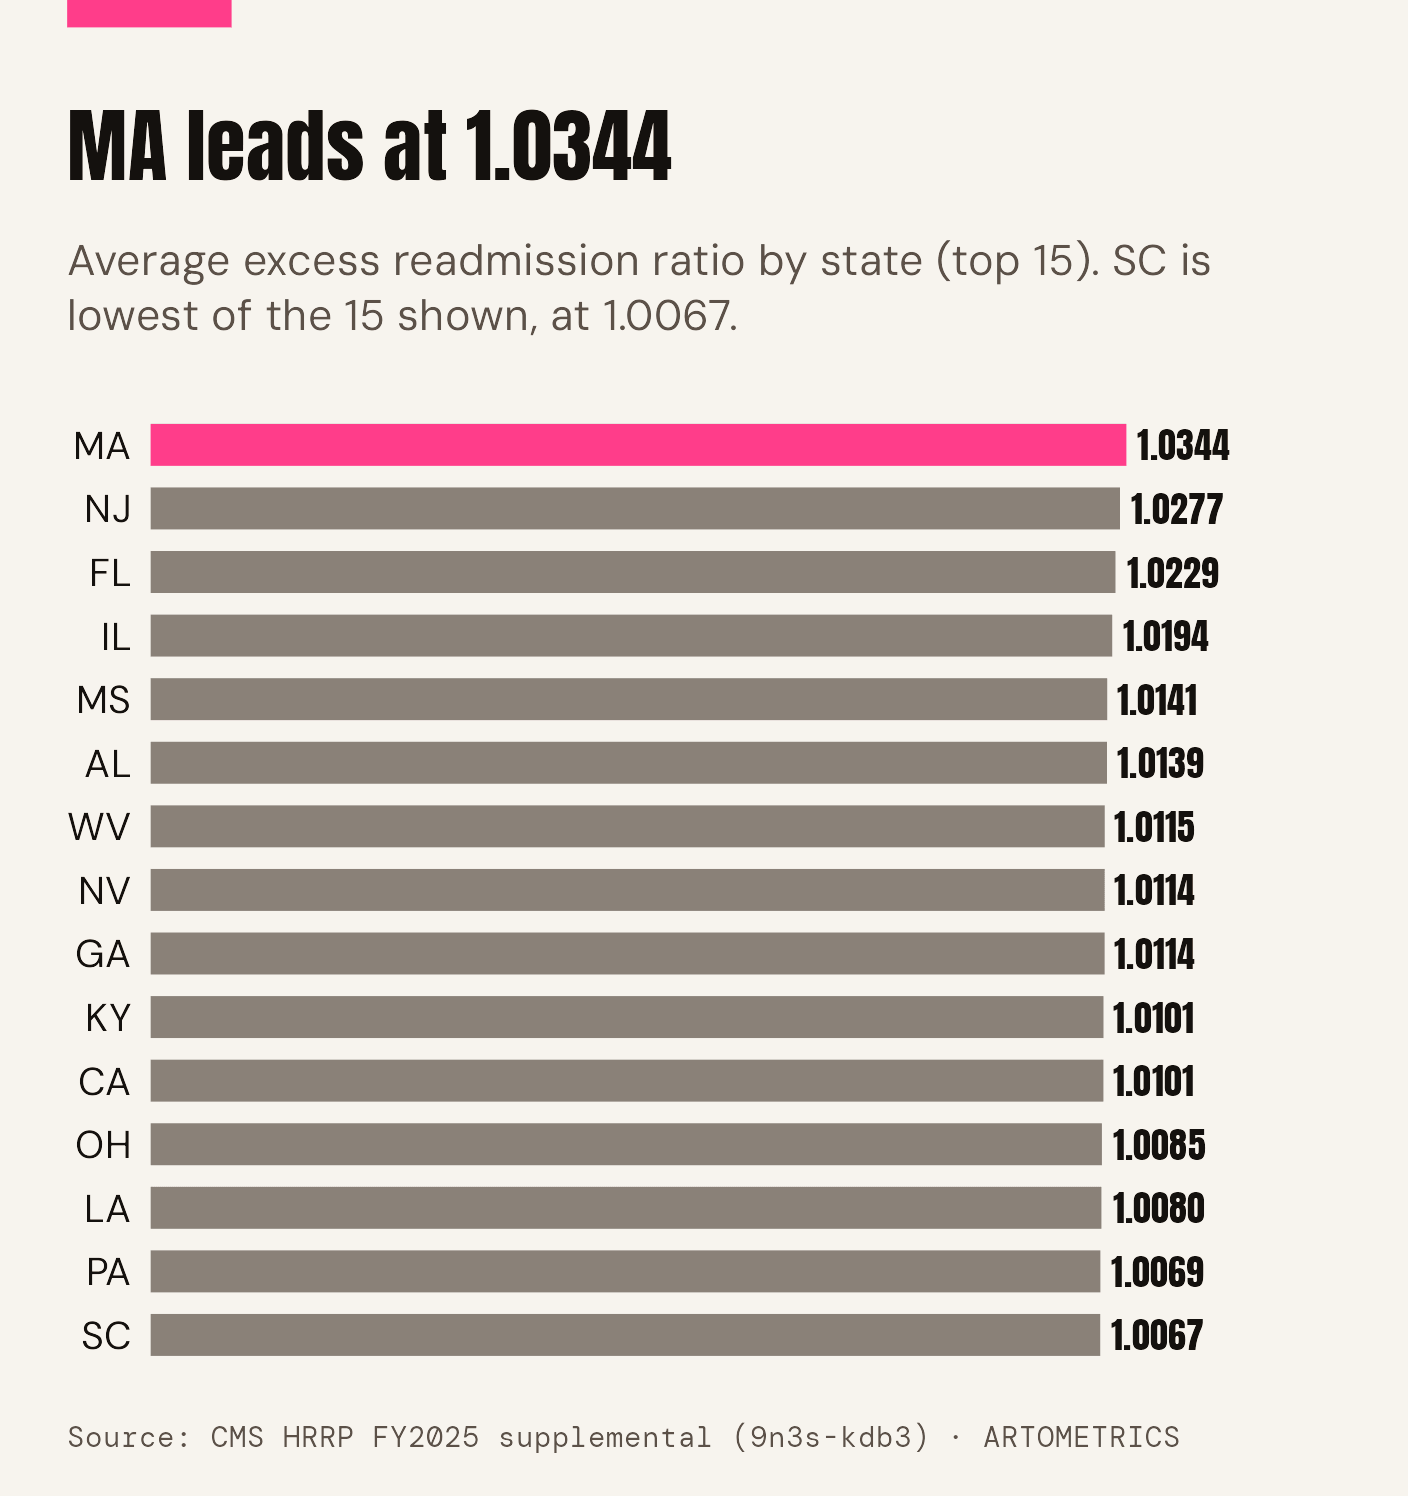 MA leads at 1.0344
Average excess readmission ratio by state (top 15). SC is
lowest of the 15 shown, at 1.0067.
MA 1.0344
NJ 1.0277
FL 1.0229
IL 1.0194
MS 1.0141
AL 1.0139
WV 1.0115
NV 1.0114
GA 1.0114
KY 1.0101
CA 1.0101
OH 1.0085
LA 1.0080
PA 1.0069
SC 1.0067
Source: CMS HRRP FY2025 supplemental (9n3s-kdb3) · ARTOMETRICS